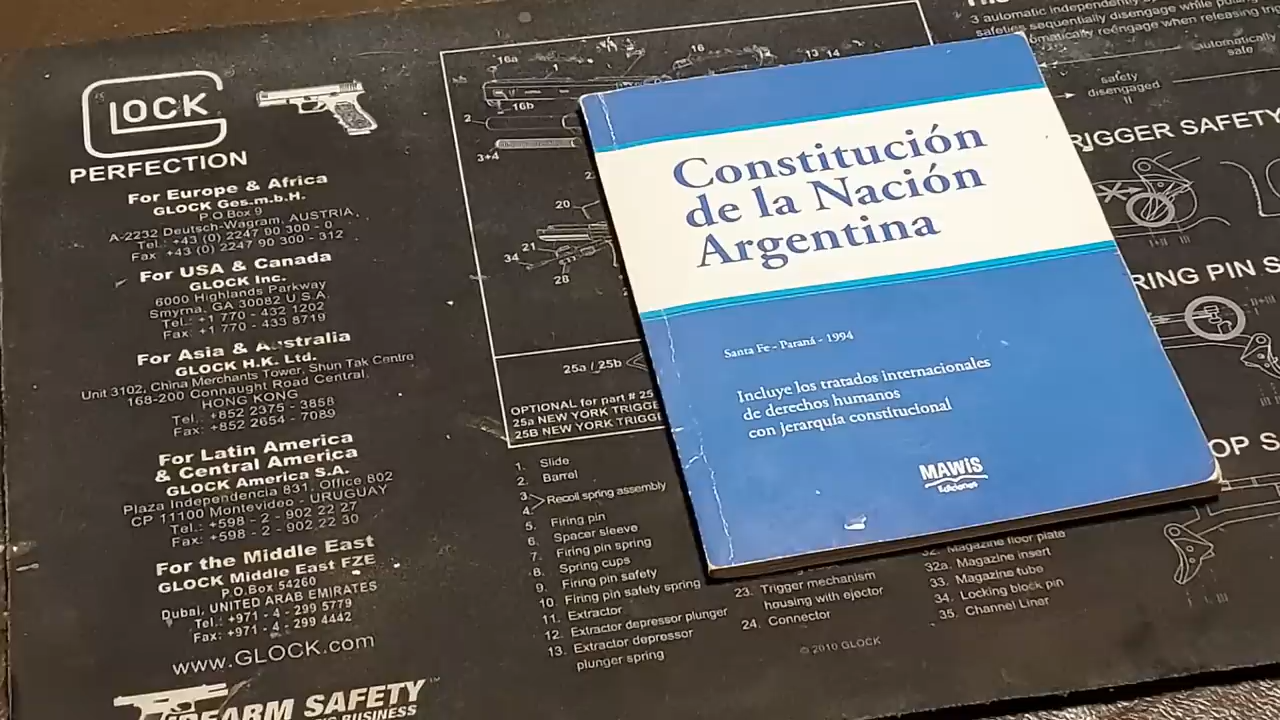 GLOCK
PERFECTION
For Europe & Africa
GLOCK Ges.m.b.H.
P.O.Box 9
A-2232 Deutsch-Wagram, AUSTRIA
Tel.: +43 (0) 2247 90 300 - 0
Fax: +43 (0) 2247 90 300 - 312
For USA & Canada
GLOCK Inc.
6000 Highlands Parkway
Smyrna, GA 30082 U.S.A.
Tel.: +1 770 - 432 1202
Fax: +1 770 - 433 8719
For Asia & Australia
GLOCK H.K. Ltd.
Unit 3102, China Merchants Tower, Shun Tak Centre
168-200 Connaught Road Central,
HONG KONG
Tel.: +852 2375 - 3858
Fax: +852 2654 - 7089
For Latin America
& Central America
GLOCK America S.A.
Plaza Independencia 831, Office 802
CP 11100 Montevideo - URUGUAY
Tel.: +598 - 2 - 902 22 27
Fax: +598 - 2 - 902 22 30
For the Middle East
GLOCK Middle East FZE
P.O.Box 54260
Dubai, UNITED ARAB EMIRATES
Tel.: +971 - 4 - 299 5779
Fax: +971 - 4 - 299 4442
www.GLOCK.com
FIREARM SAFETY
BUSINESS
16a
1
16
13 14
16b
2
3+4
20
21
34
28
25a / 25b
OPTIONAL for part # 25
25a NEW YORK TRIGGE
25B NEW YORK TRIGG
1. Slide
2. Barrel
3.
4. Recoil spring assembly
5. Firing pin
6. Spacer sleeve
7. Firing pin spring
8. Spring cups
9. Firing pin safety
10. Firing pin safety spring
11. Extractor
12. Extractor depressor plunger
13. Extractor depressor
plunger spring
23. Trigger mechanism
housing with ejector
24. Connector
32. Magazine floor plate
32a. Magazine insert
33. Magazine tube
34. Locking block pin
35. Channel Liner
© 2010 GLOCK
Constitución
de la Nación
Argentina
Santa Fe - Paraná - 1994
Incluye los tratados internacionales
de derechos humanos
con jerarquía constitucional
MAWIS
Ediciones
3 automatic independently
safeties sequentially disengage while
matically reengage when releasing
automatically
safe
safety
disengaged
II
RIGGER SAFETY
I+II III
RING PIN S
II+III
I
OP S
I II III